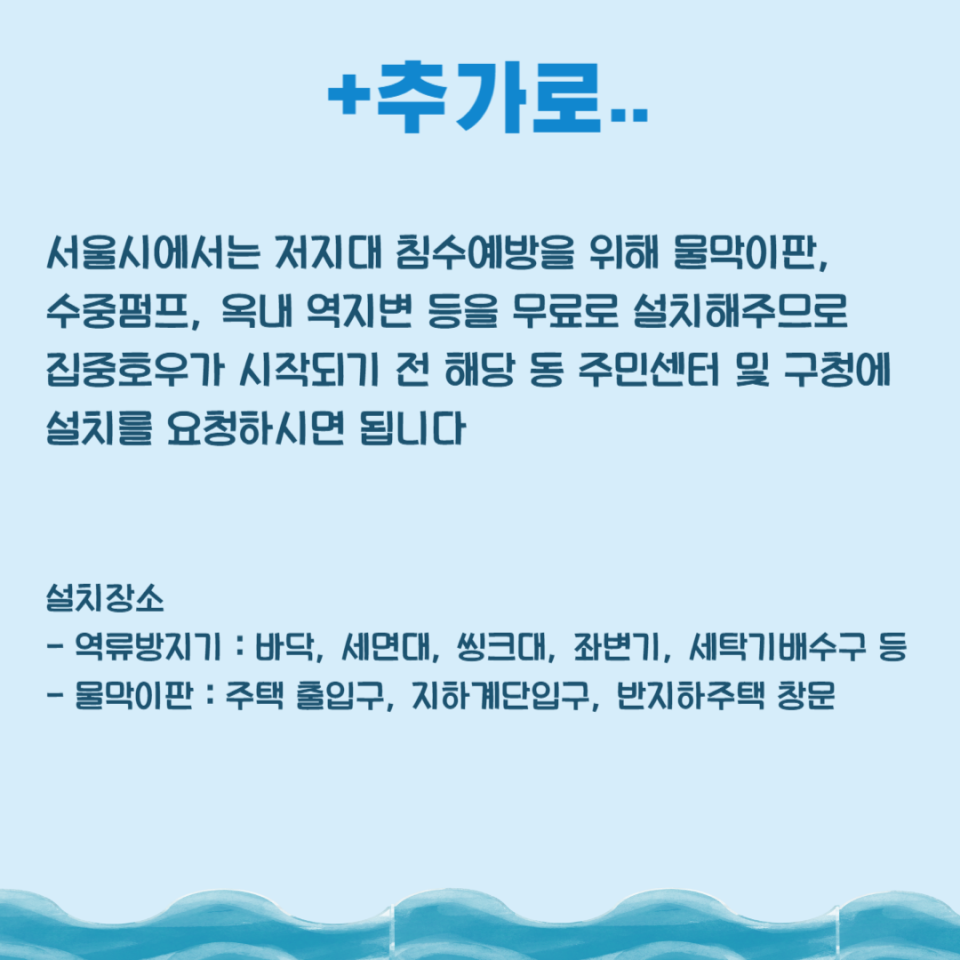 +추가로..
서울시에서는 저지대 침수예방을 위해 물막이판,
수중펌프, 옥내 역지변 등을 무료로 설치해주므로
집중호우가 시작되기 전 해당 동 주민센터 및 구청에
설치를 요청하시면 됩니다
설치장소
- 역류방지기 : 바닥, 세면대, 씽크대, 좌변기, 세탁기배수구 등
- 물막이판 : 주택 출입구, 지하계단입구, 반지하주택 창문